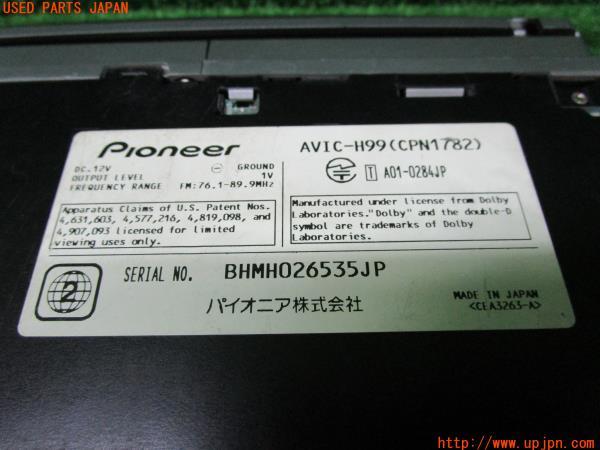 USED PARTS JAPAN
Pioneer
AVIC-H99(CPN1782)
DC.12V ⊖ GROUND
OUTPUT LEVEL 1V
FREQUENCY RANGE FM:76.1-89.9MHz
T A01-0284JP
Apparatus Claims of U.S. Patent Nos.
4,631,603, 4,577,216, 4,819,098, and
4,907,093 licensed for limited
viewing uses only.
Manufactured under license from Dolby
Laboratories."Dolby" and the double-D
symbol are trademarks of Dolby
Laboratories.
2
SERIAL NO. BHMH026535JP
パイオニア株式会社
MADE IN JAPAN
<CEA3263-A>
http://www.upjpn.com/